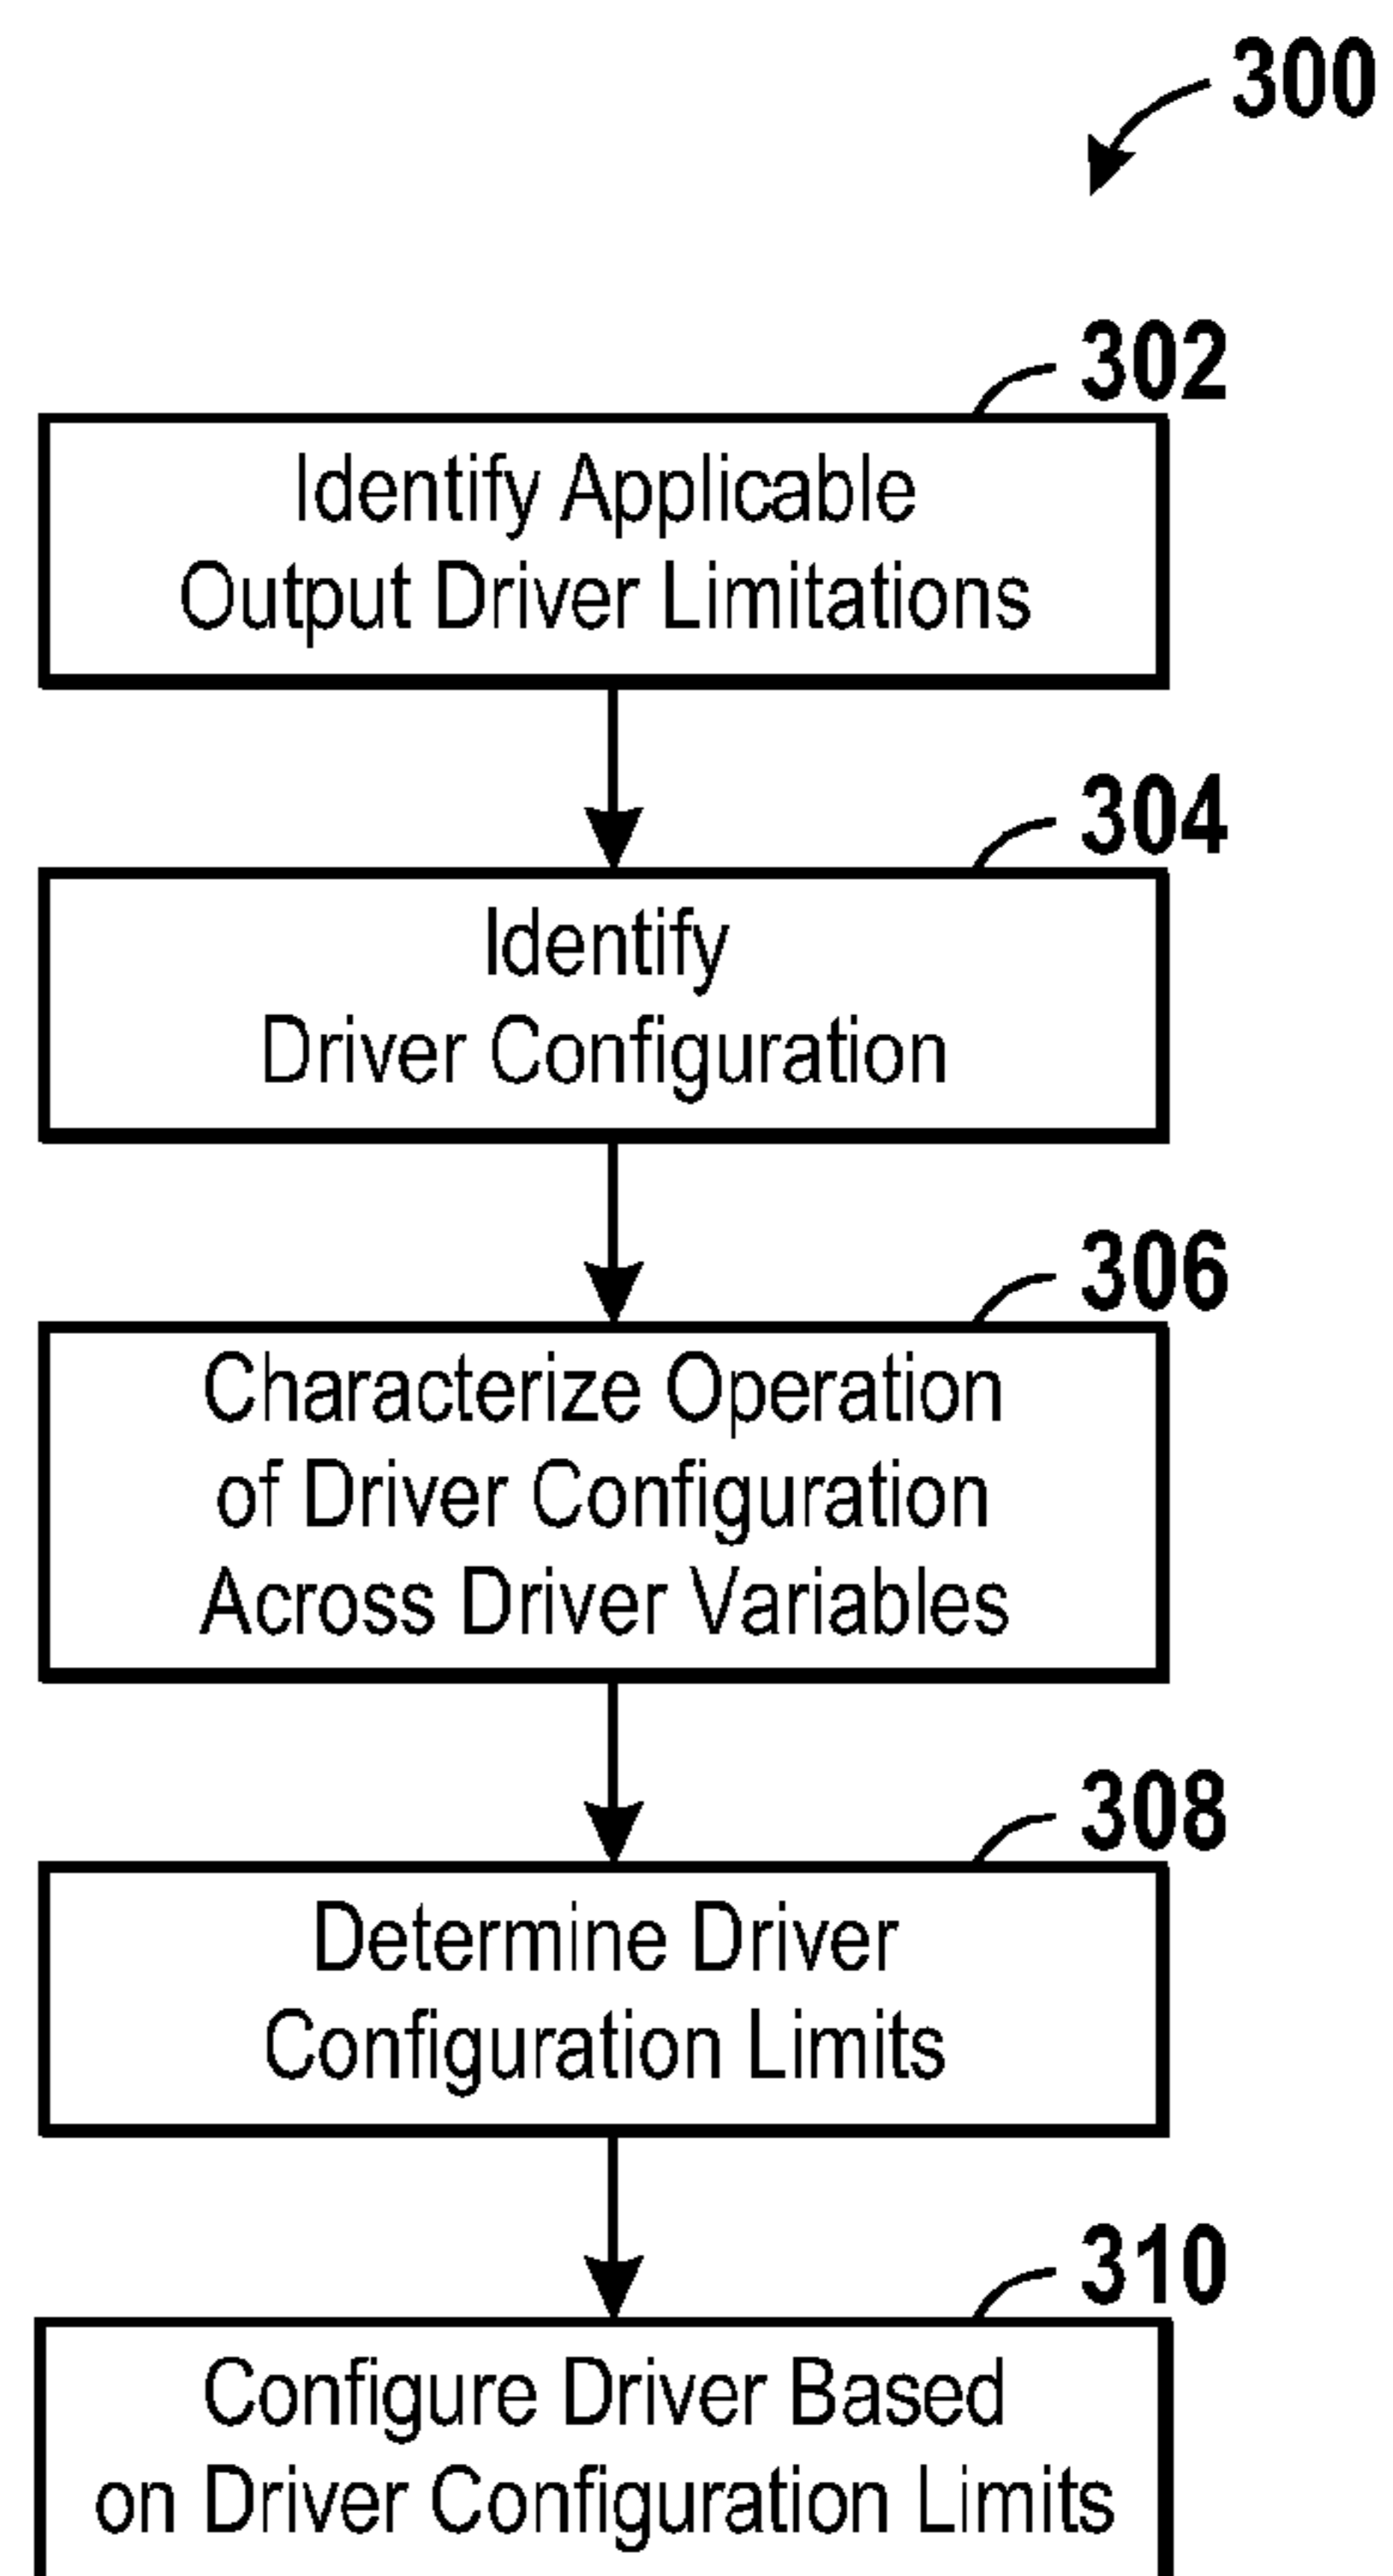 300
302
Identify Applicable
Output Driver Limitations
304
Identify
Driver Configuration
306
Characterize Operation
of Driver Configuration
Across Driver Variables
308
Determine Driver
Configuration Limits
310
Configure Driver Based
on Driver Configuration Limits